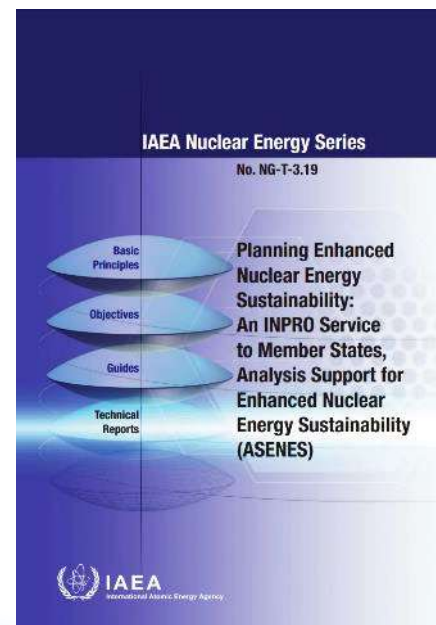 IAEA Nuclear Energy Series
No. NG-T-3.19
Basic
Principles
Objectives
Guides
Technical
Reports
Planning Enhanced
Nuclear Energy
Sustainability:
An INPRO Service
to Member States,
Analysis Support for
Enhanced Nuclear
Energy Sustainability
(ASENES)
IAEA
International Atomic Energy Agency